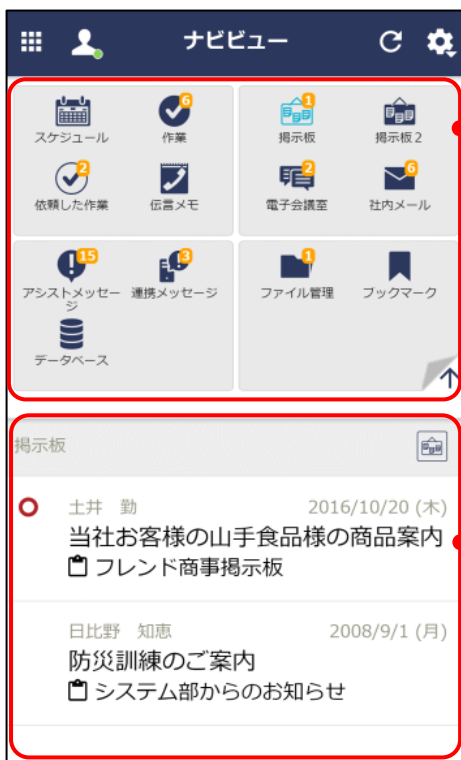 ナビビュー
6
1
スケジュール 作業 掲示板 掲示板2
2
2
6
依頼した作業 伝言メモ 電子会議室 社内メール
15
3
1
アシストメッセー 連携メッセージ ファイル管理 ブックマーク
ジ
データベース
掲示板
土井 勤 2016/10/20 (木)
当社お客様の山手食品様の商品案内
フレンド商事掲示板
日比野 知恵 2008/9/1 (月)
防災訓練のご案内
システム部からのお知らせ